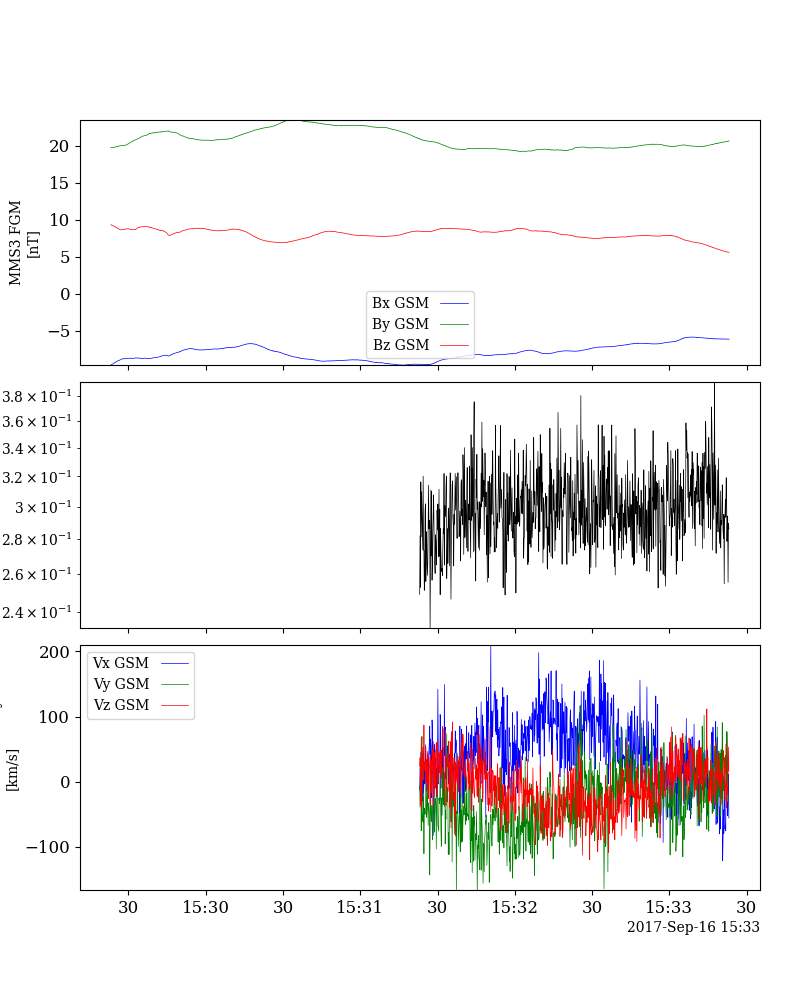 20
15
10
5
0
−5
MMS3 FGM
[nT]
Bx GSM
By GSM
Bz GSM
3.8 × 10⁻¹
3.6 × 10⁻¹
3.4 × 10⁻¹
3.2 × 10⁻¹
3 × 10⁻¹
2.8 × 10⁻¹
2.6 × 10⁻¹
2.4 × 10⁻¹
200
100
0
−100
[km/s]
Vx GSM
Vy GSM
Vz GSM
30 15:30 30 15:31 30 15:32 30 15:33 30
2017-Sep-16 15:33